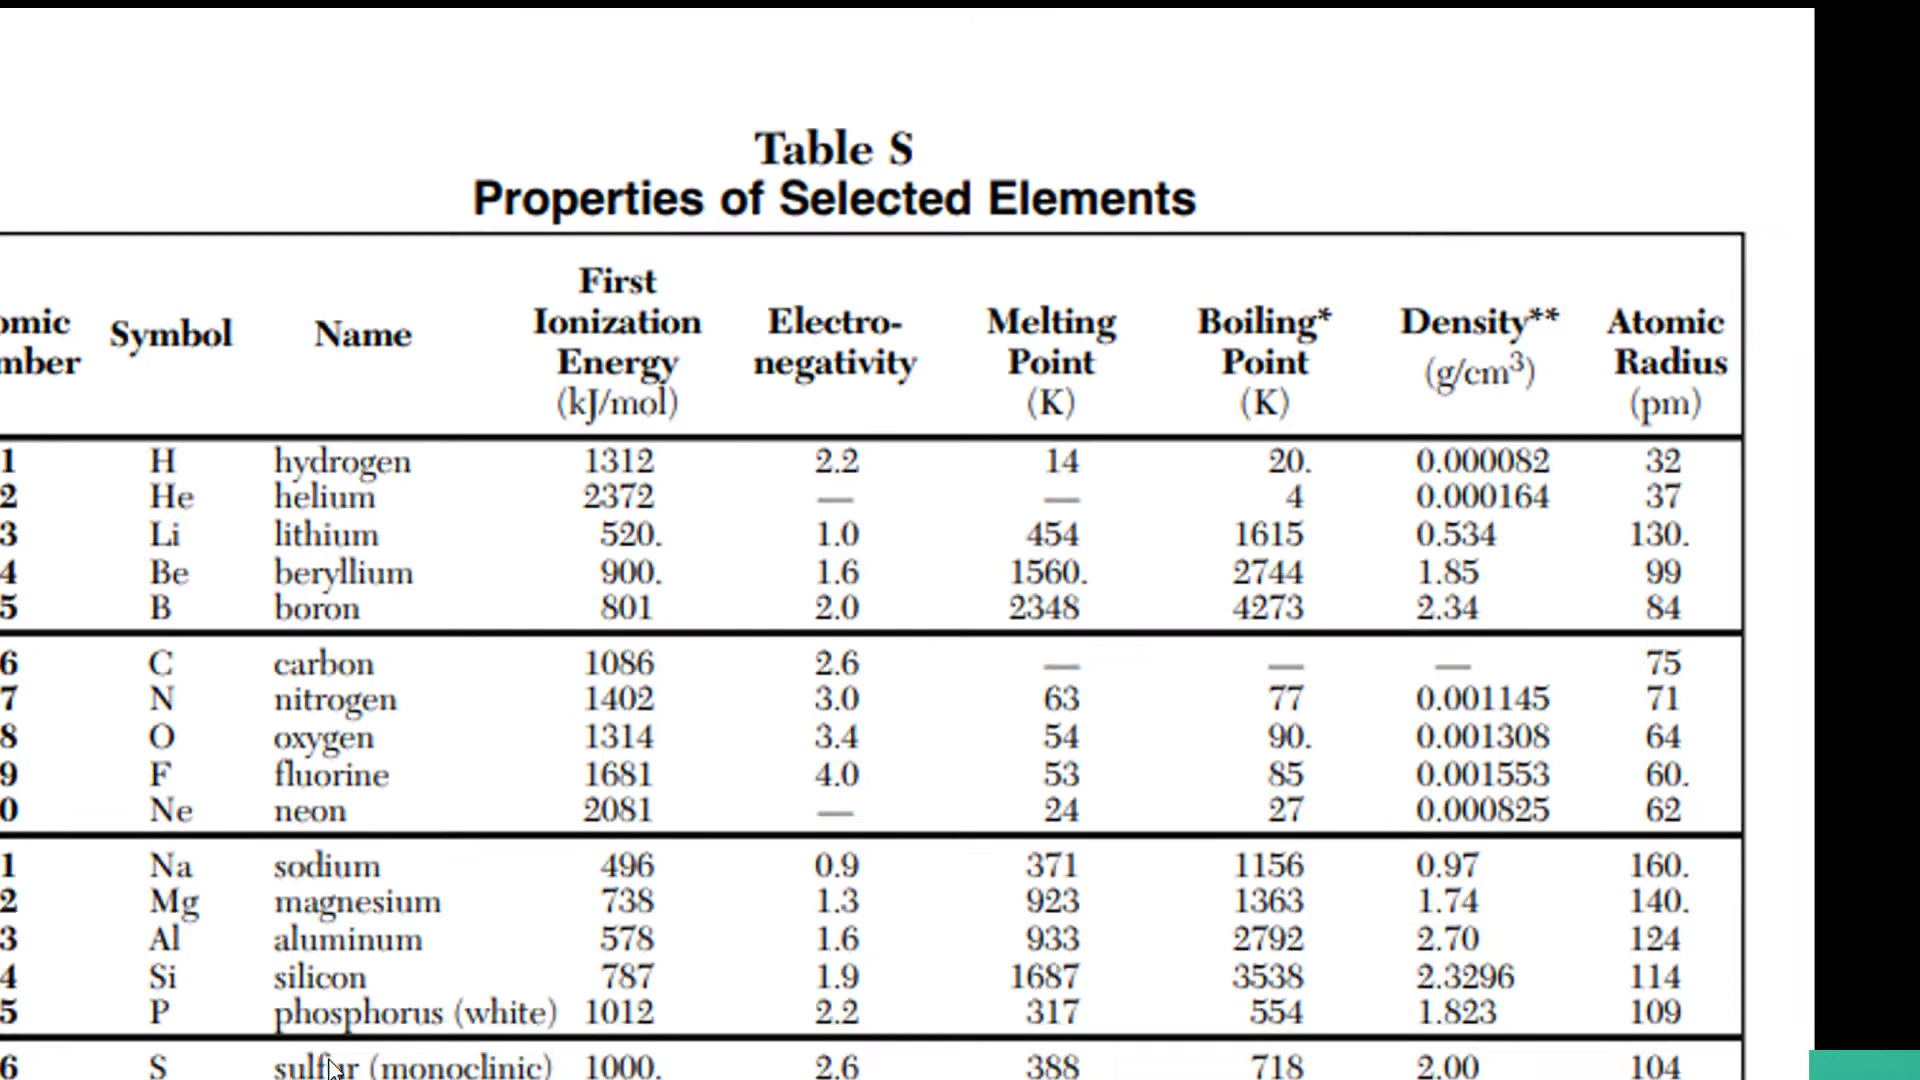 Table S
Properties of Selected Elements
omic mber Symbol Name First Ionization Energy (kJ/mol) Electro- negativity Melting Point (K) Boiling* Point (K) Density** (g/cm³) Atomic Radius (pm)
1 H hydrogen 1312 2.2 14 20. 0.000082 32
2 He helium 2372 — — 4 0.000164 37
3 Li lithium 520. 1.0 454 1615 0.534 130.
4 Be beryllium 900. 1.6 1560. 2744 1.85 99
5 B boron 801 2.0 2348 4273 2.34 84
6 C carbon 1086 2.6 — — — 75
7 N nitrogen 1402 3.0 63 77 0.001145 71
8 O oxygen 1314 3.4 54 90. 0.001308 64
9 F fluorine 1681 4.0 53 85 0.001553 60.
0 Ne neon 2081 — 24 27 0.000825 62
1 Na sodium 496 0.9 371 1156 0.97 160.
2 Mg magnesium 738 1.3 923 1363 1.74 140.
3 Al aluminum 578 1.6 933 2792 2.70 124
4 Si silicon 787 1.9 1687 3538 2.3296 114
5 P phosphorus (white) 1012 2.2 317 554 1.823 109
6 S sulfur (monoclinic) 1000. 2.6 388 718 2.00 104